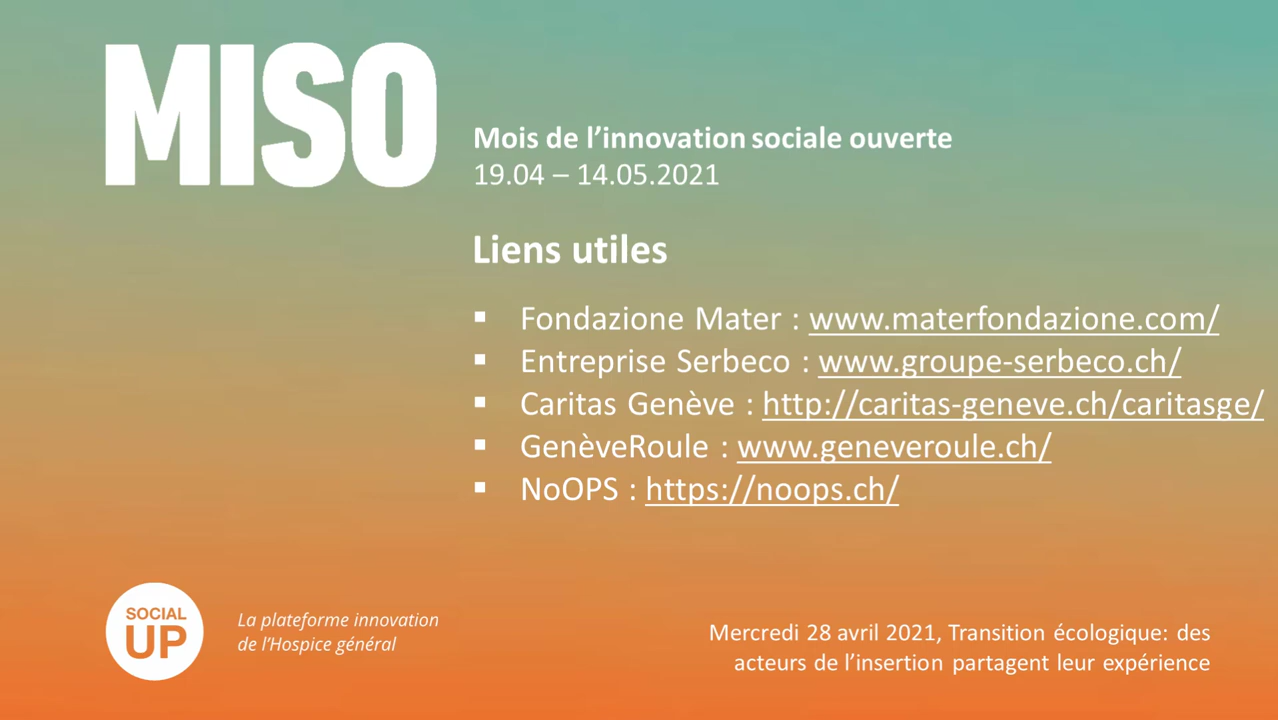 MISO
Mois de l’innovation sociale ouverte
19.04 – 14.05.2021
Liens utiles
▪ Fondazione Mater : www.materfondazione.com/
▪ Entreprise Serbeco : www.groupe-serbeco.ch/
▪ Caritas Genève : http://caritas-geneve.ch/caritasge/
▪ GenèveRoule : www.geneveroule.ch/
▪ NoOPS : https://noops.ch/
SOCIAL
UP
La plateforme innovation
de l’Hospice général
Mercredi 28 avril 2021, Transition écologique: des
acteurs de l’insertion partagent leur expérience